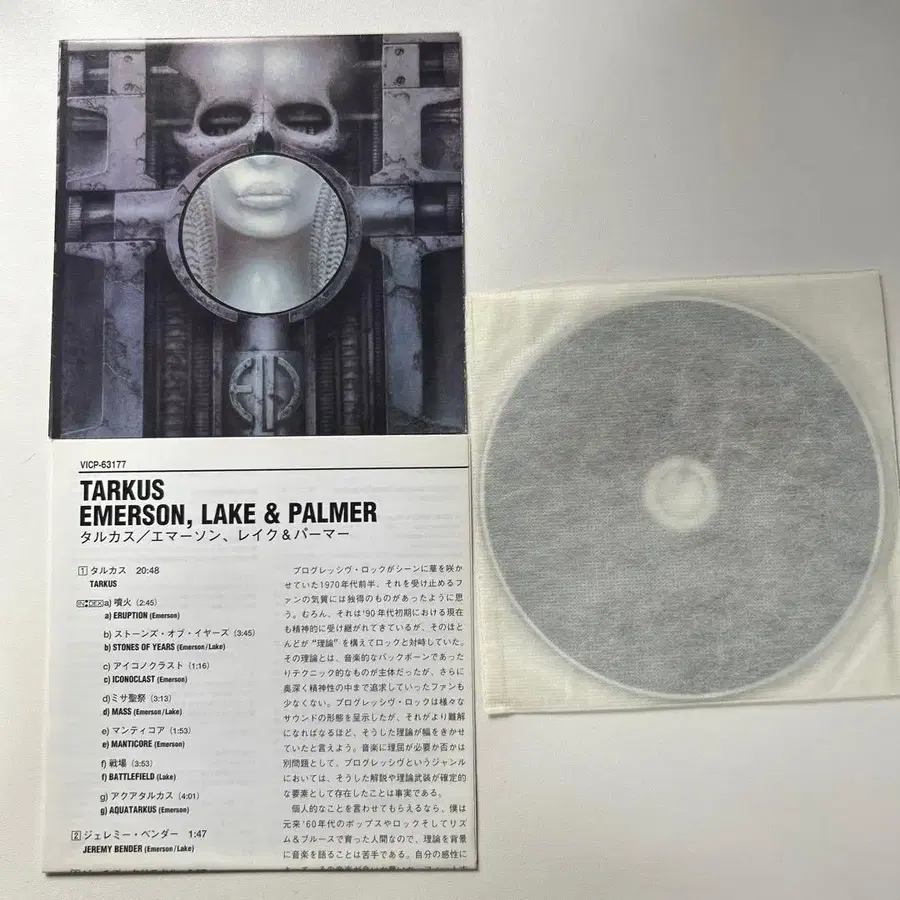 ELP
VICP-63177
TARKUS
EMERSON, LAKE & PALMER
タルカス／エマーソン、レイク＆パーマー
1 タルカス 20:48
TARKUS
INDEX a) 噴火 (2:45)
a) ERUPTION (Emerson)
b) ストーンズ・オブ・イヤーズ (3:45)
b) STONES OF YEARS (Emerson/Lake)
c) アイコノクラスト (1:16)
c) ICONOCLAST (Emerson)
d)ミサ聖祭 (3:13)
d) MASS (Emerson/Lake)
e) マンティコア (1:53)
e) MANTICORE (Emerson)
f) 戦場 (3:53)
f) BATTLEFIELD (Lake)
g) アクアタルカス (4:01)
g) AQUATARKUS (Emerson)
2 ジェレミー・ベンダー 1:47
JEREMY BENDER (Emerson/Lake)
プログレッシヴ・ロックがシーンに華を咲か
せていた1970年代前半、それを受け止めるフ
ァンの気質には独得のものがあったように思
う。むろん、それは'90年代初期における現在
も精神的に受け継がれてきているが、そのほと
んどが“理論”を構えてロックと対峙していた。
その理論とは、音楽的なバックボーンであった
りテクニック的なものが主体だったが、さらに
奥深く精神性の中まで追求していったファンも
少なくない。プログレッシヴ・ロックは様々な
サウンドの形態を呈示したが、それがより難解
になればなるほど、そうした理論が幅をきかせ
ていたと言えよう。音楽に理屈が必要か否かは
別問題として、プログレッシヴというジャンル
においては、そうした解説や理論武装が確定的
な要素として存在したことは事実である。
個人的なことを言わせてもらえるなら、僕は
元来'60年代のポップスやロックそしてリズ
ム＆ブルースで育った人間なので、理論を背景
に音楽を語ることは苦手である。自分の感性に